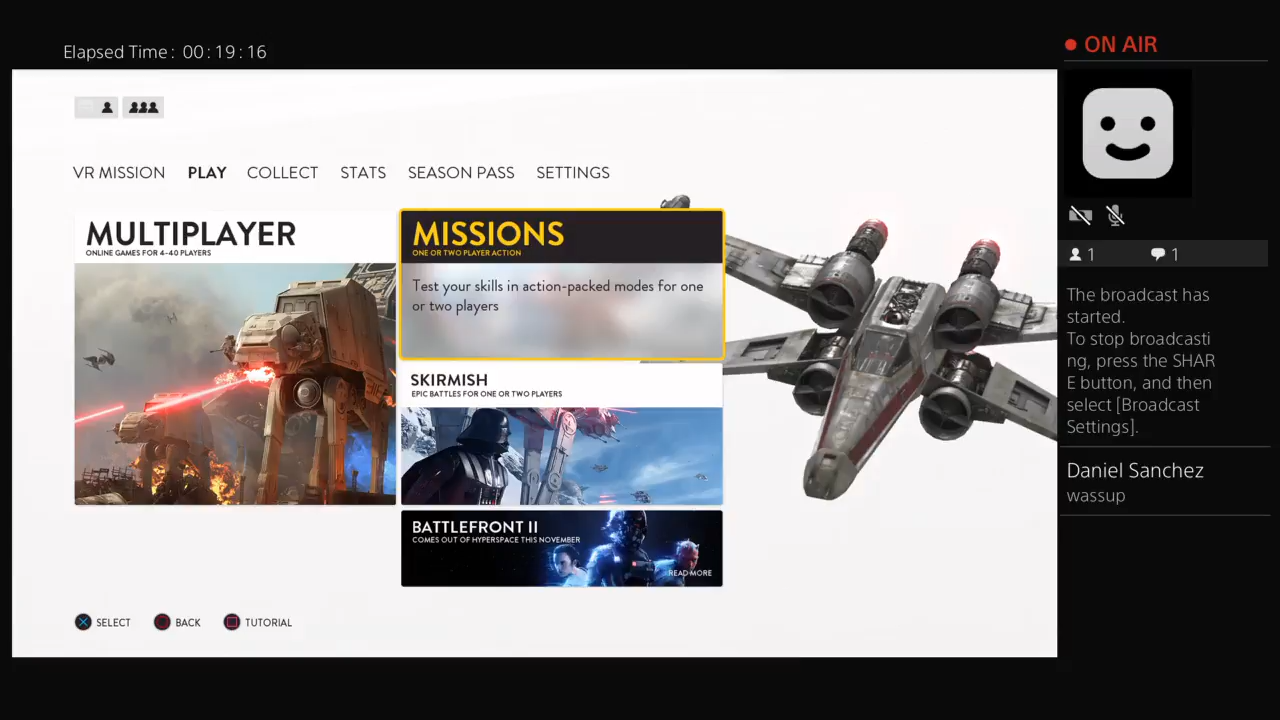 Elapsed Time: 00:19:16
ON AIR
VR MISSION PLAY COLLECT STATS SEASON PASS SETTINGS
MULTIPLAYER
ONLINE GAMES FOR 4-40 PLAYERS
MISSIONS
ONE OR TWO PLAYER ACTION
Test your skills in action-packed modes for one
or two players
SKIRMISH
EPIC BATTLES FOR ONE OR TWO PLAYERS
BATTLEFRONT II
COMES OUT OF HYPERSPACE THIS NOVEMBER
READ MORE
SELECT BACK TUTORIAL
1 1
The broadcast has
started.
To stop broadcasti
ng, press the SHAR
E button, and then
select [Broadcast
Settings].
Daniel Sanchez
wassup